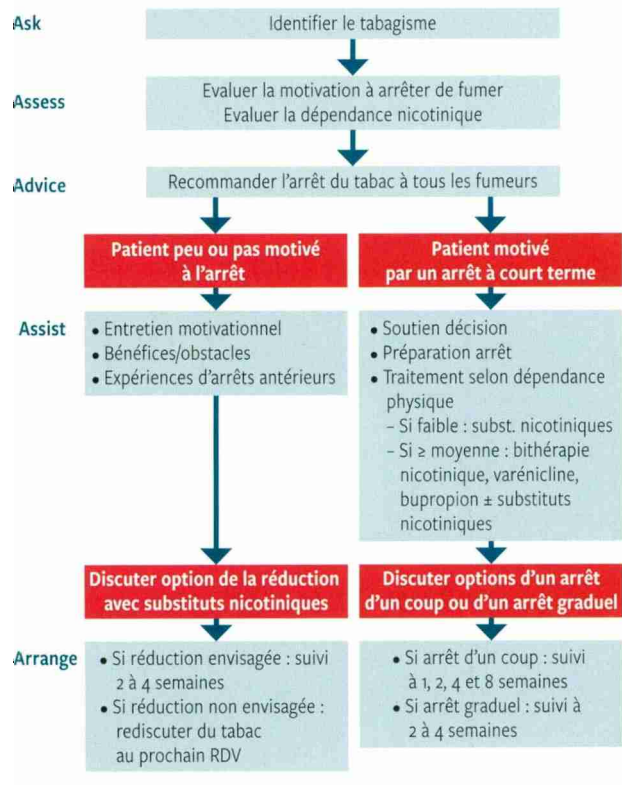 Ask
Identifier le tabagisme
Assess
Evaluer la motivation à arrêter de fumer
Evaluer la dépendance nicotinique
Advice
Recommander l'arrêt du tabac à tous les fumeurs
Patient peu ou pas motivé
à l'arrêt
Patient motivé
par un arrêt à court terme
Assist
• Entretien motivationnel
• Bénéfices/obstacles
• Expériences d'arrêts antérieurs
• Soutien décision
• Préparation arrêt
• Traitement selon dépendance
physique
– Si faible : subst. nicotiniques
– Si ≥ moyenne : bithérapie
nicotinique, varénicline,
bupropion ± substituts
nicotiniques
Discuter option de la réduction
avec substituts nicotiniques
Discuter options d'un arrêt
d'un coup ou d'un arrêt graduel
Arrange
• Si réduction envisagée : suivi
2 à 4 semaines
• Si réduction non envisagée :
rediscuter du tabac
au prochain RDV
• Si arrêt d'un coup : suivi
à 1, 2, 4 et 8 semaines
• Si arrêt graduel : suivi à
2 à 4 semaines